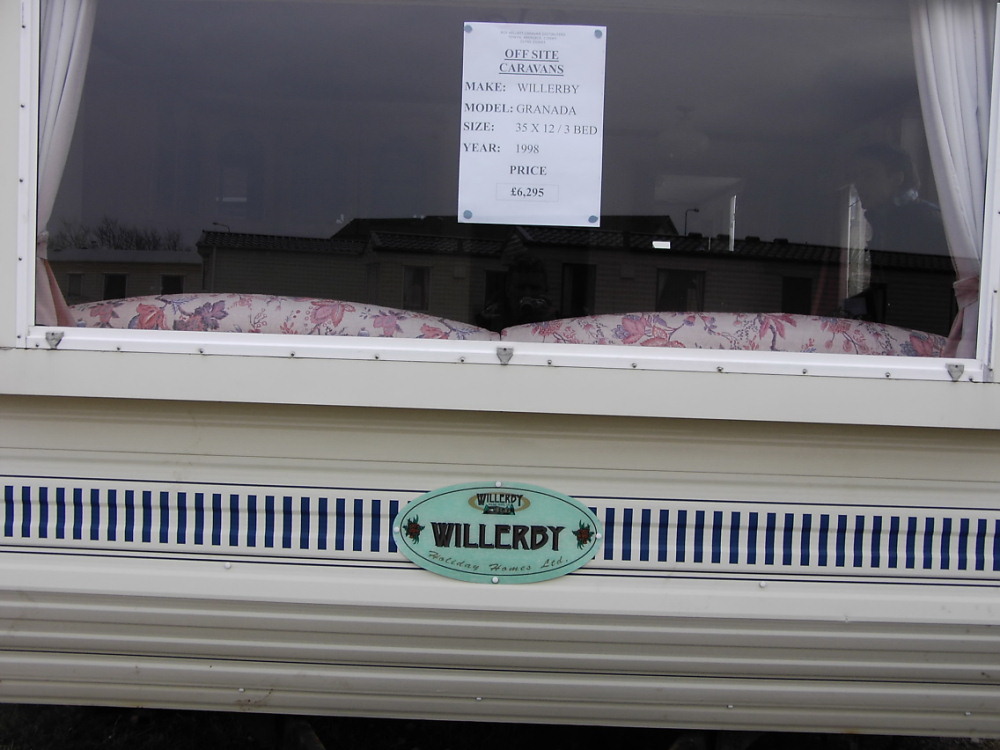 OFF SITE
CARAVANS
MAKE: WILLERBY
MODEL: GRANADA
SIZE: 35 X 12 / 3 BED
YEAR: 1998
PRICE
£6,295
WILLERBY
WILLERBY
Holiday Homes Ltd.